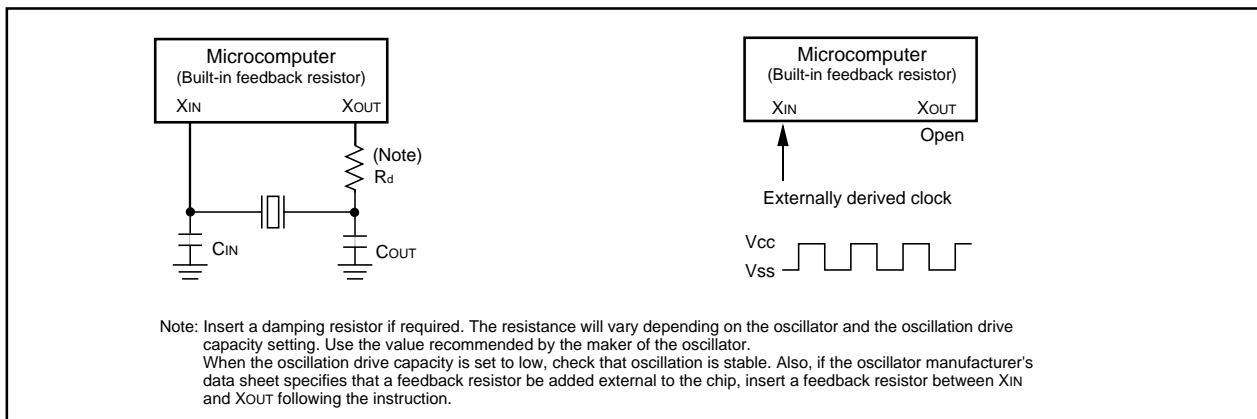 Microcomputer
(Built-in feedback resistor)
XIN XOUT
(Note)
Rd
CIN
COUT
Microcomputer
(Built-in feedback resistor)
XIN XOUT
Open
Externally derived clock
Vcc
Vss
Note: Insert a damping resistor if required. The resistance will vary depending on the oscillator and the oscillation drive
capacity setting. Use the value recommended by the maker of the oscillator.
When the oscillation drive capacity is set to low, check that oscillation is stable. Also, if the oscillator manufacturer's
data sheet specifies that a feedback resistor be added external to the chip, insert a feedback resistor between XIN
and XOUT following the instruction.